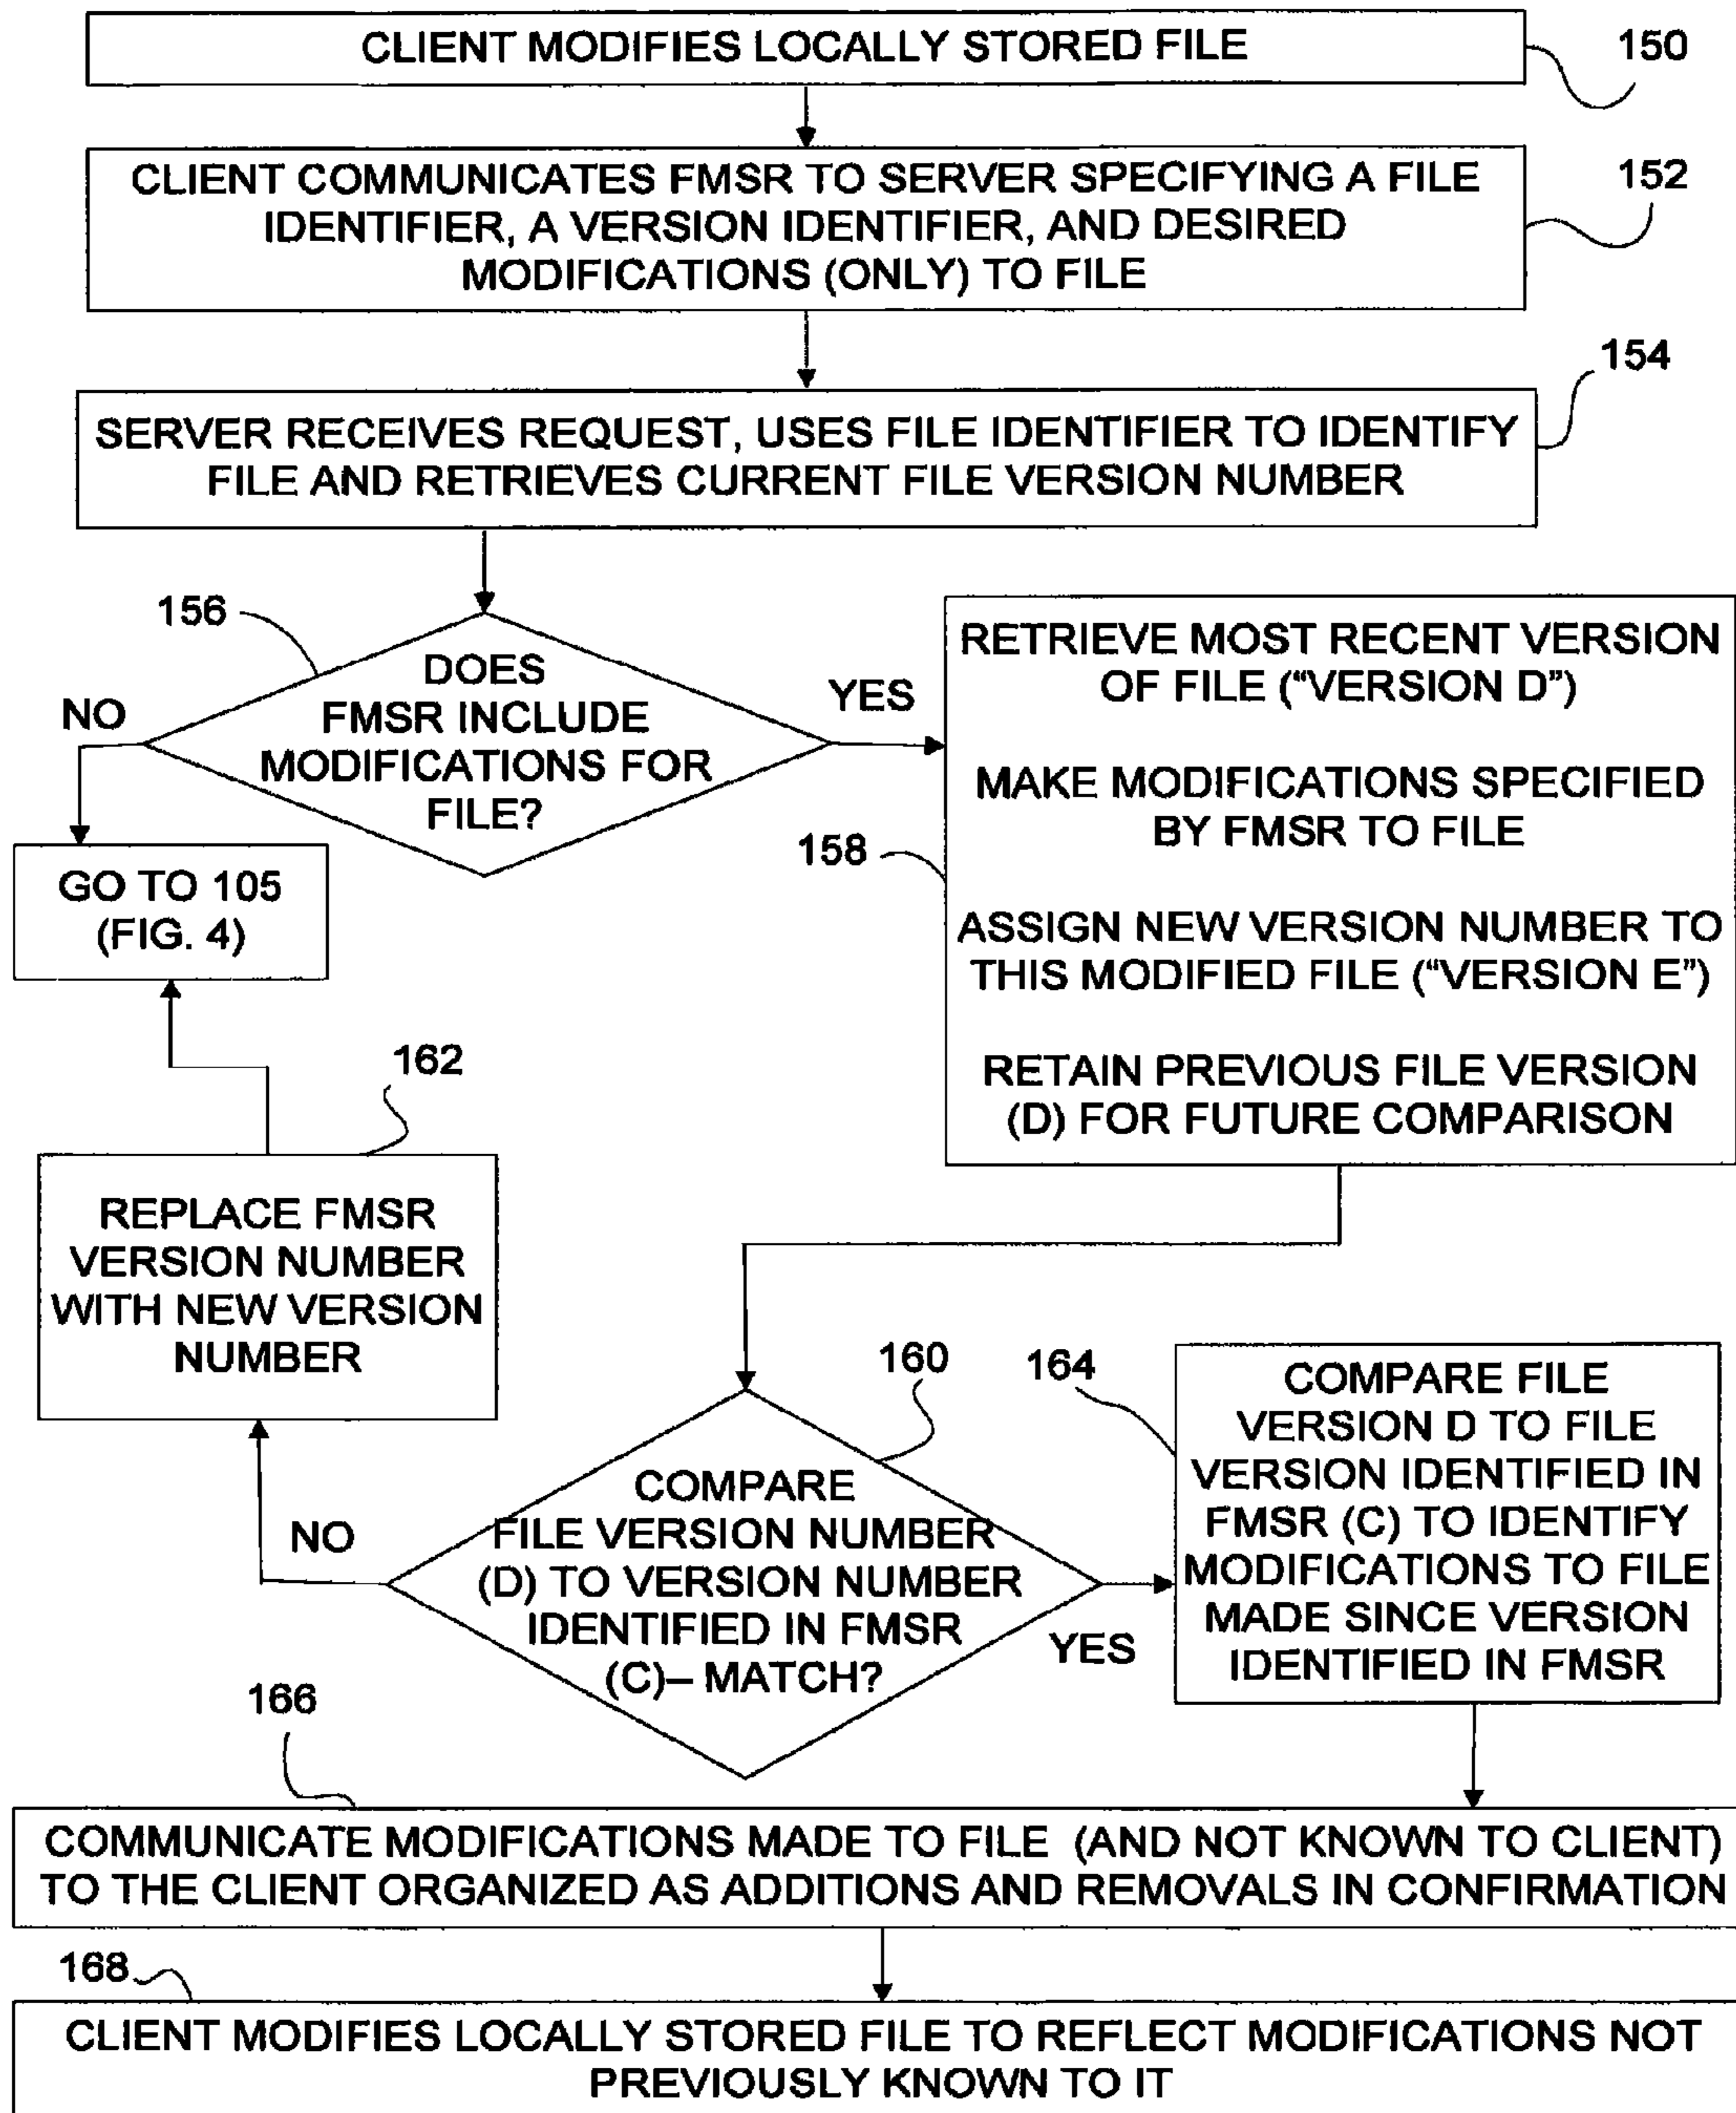 CLIENT MODIFIES LOCALLY STORED FILE
150
CLIENT COMMUNICATES FMSR TO SERVER SPECIFYING A FILE
IDENTIFIER, A VERSION IDENTIFIER, AND DESIRED
MODIFICATIONS (ONLY) TO FILE
152
154
SERVER RECEIVES REQUEST, USES FILE IDENTIFIER TO IDENTIFY
FILE AND RETRIEVES CURRENT FILE VERSION NUMBER
156
DOES
FMSR INCLUDE
MODIFICATIONS FOR
FILE?
NO
YES
GO TO 105
(FIG. 4)
158
RETRIEVE MOST RECENT VERSION
OF FILE (“VERSION D”)
MAKE MODIFICATIONS SPECIFIED
BY FMSR TO FILE
ASSIGN NEW VERSION NUMBER TO
THIS MODIFIED FILE (“VERSION E”)
RETAIN PREVIOUS FILE VERSION
(D) FOR FUTURE COMPARISON
162
REPLACE FMSR
VERSION NUMBER
WITH NEW VERSION
NUMBER
160
COMPARE
FILE VERSION NUMBER
(D) TO VERSION NUMBER
IDENTIFIED IN FMSR
(C)– MATCH?
NO
YES
164
COMPARE FILE
VERSION D TO FILE
VERSION IDENTIFIED IN
FMSR (C) TO IDENTIFY
MODIFICATIONS TO FILE
MADE SINCE VERSION
IDENTIFIED IN FMSR
166
COMMUNICATE MODIFICATIONS MADE TO FILE (AND NOT KNOWN TO CLIENT)
TO THE CLIENT ORGANIZED AS ADDITIONS AND REMOVALS IN CONFIRMATION
168
CLIENT MODIFIES LOCALLY STORED FILE TO REFLECT MODIFICATIONS NOT
PREVIOUSLY KNOWN TO IT